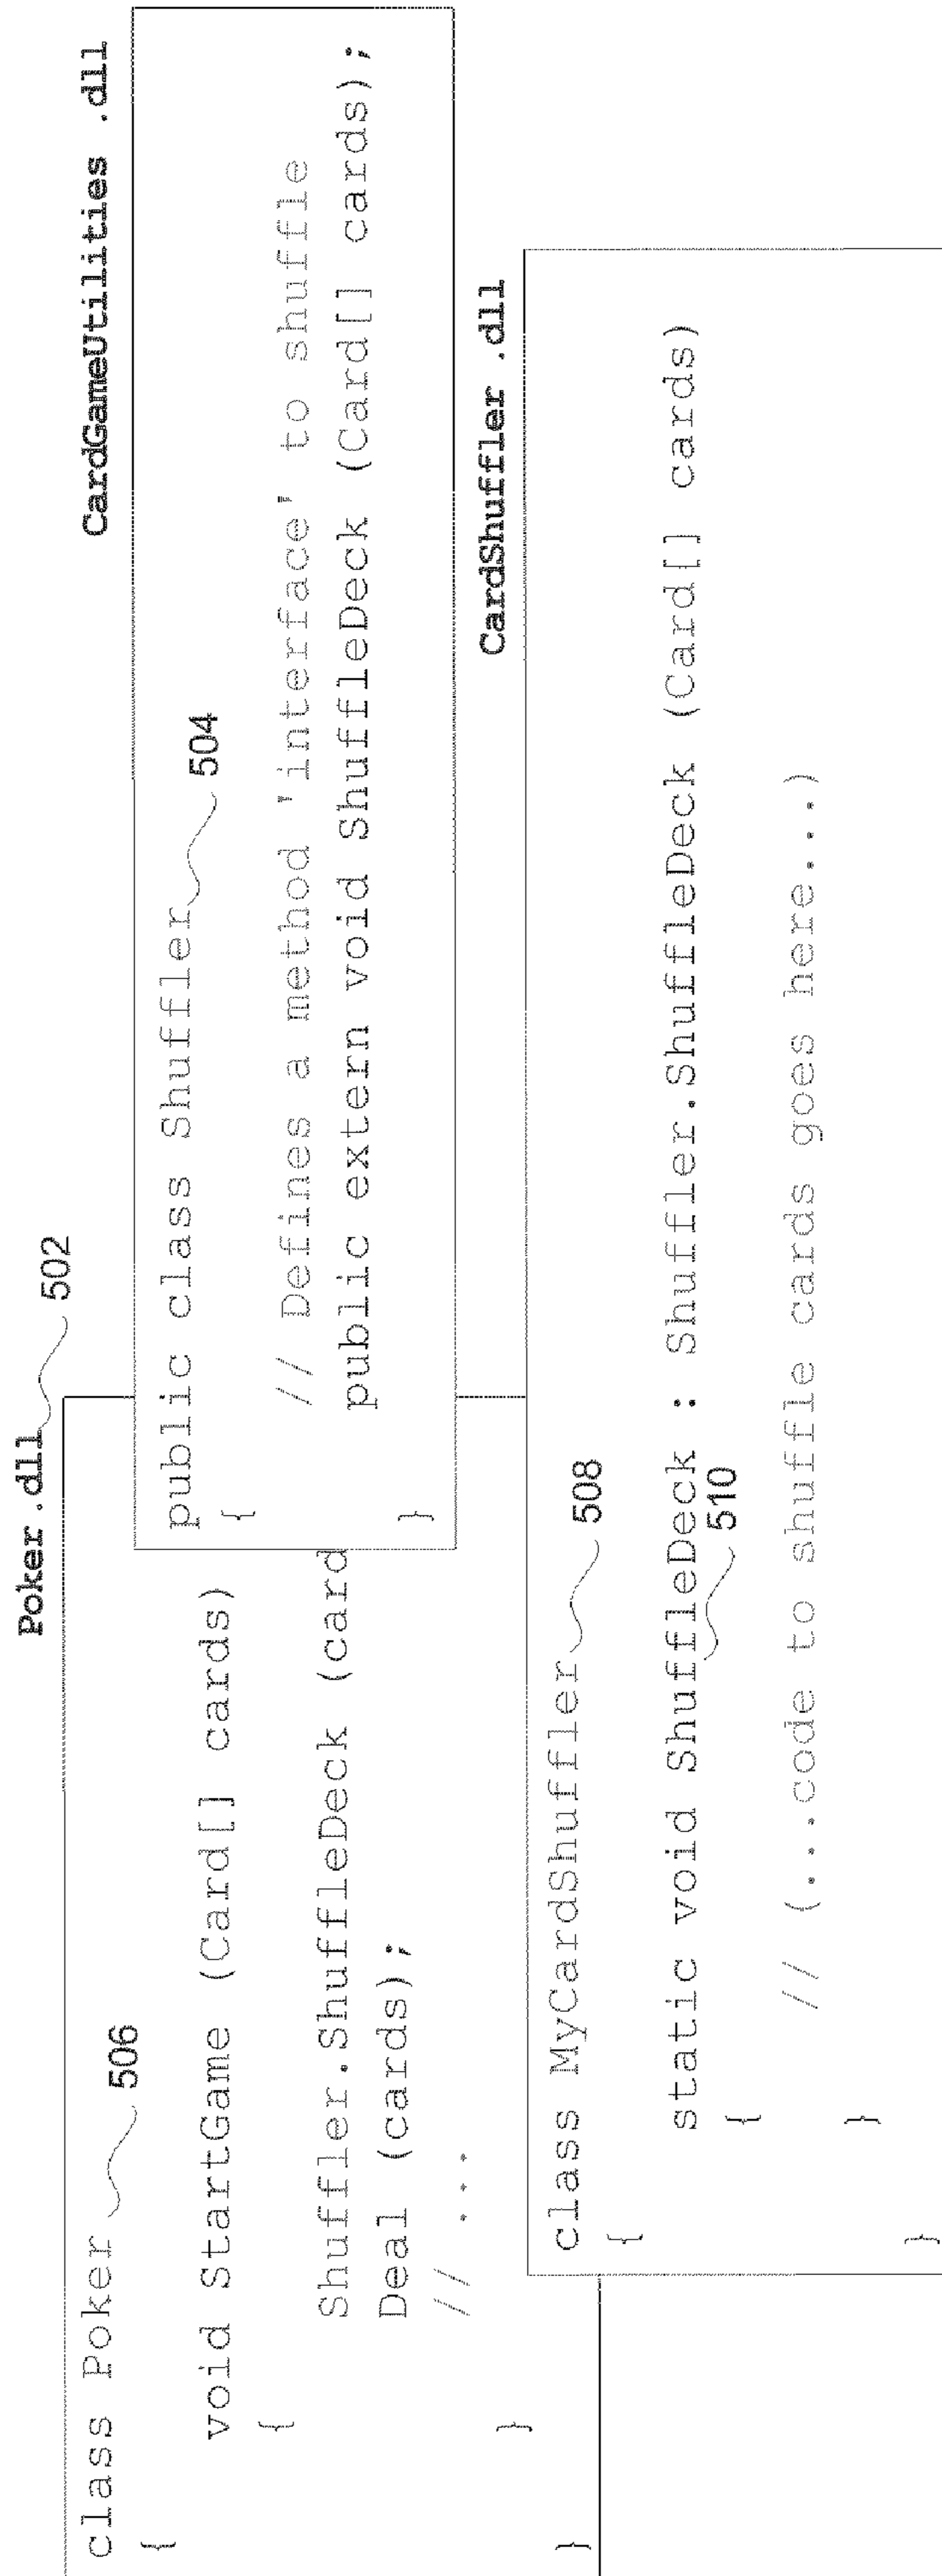 Poker.dll 502
class Poker 506
{
void StartGame (Card[] cards)
{
Shuffler.ShuffleDeck (card
Deal (cards);
// ...
}
}
CardGameUtilities .dll
public class Shuffler 504
{
// Defines a method 'interface' to shuffle
public extern void ShuffleDeck (Card[] cards);
}
CardShuffler .dll
class MyCardShuffler 508
{
static void ShuffleDeck : Shuffler.ShuffleDeck (Card[] cards)
510
{
// (...code to shuffle cards goes here...)
}
}